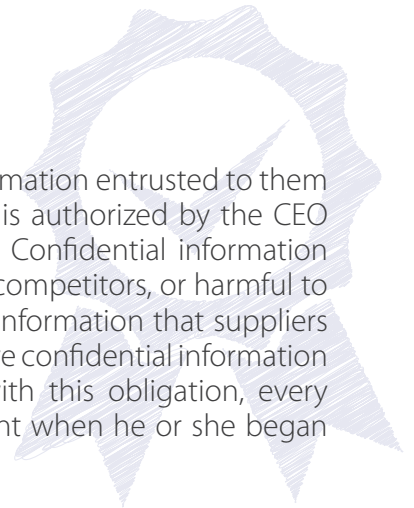 mation entrusted to them
is authorized by the CEO
Confidential information
competitors, or harmful to
information that suppliers
e confidential information
ith this obligation, every
nt when he or she began